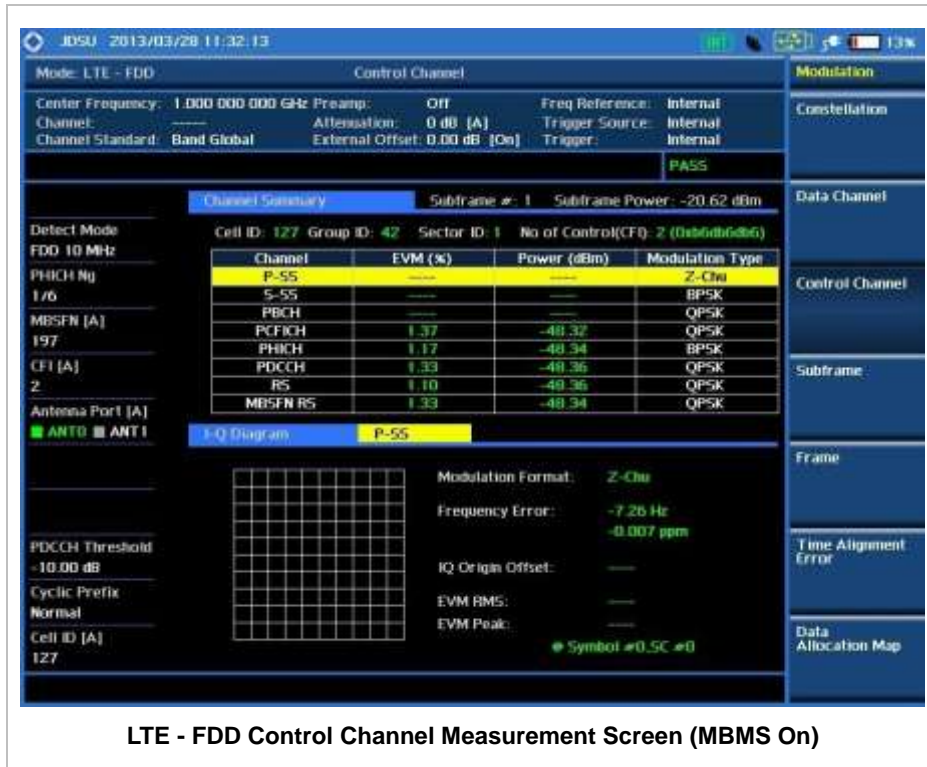 JDSU 2013/03/28 11:32:13
13%
Mode: LTE - FDD Control Channel
Center Frequency: 1.000 000 000 GHz Preamp: Off Freq Reference: Internal
Channel: ---- Attenuation: 0 dB [A] Trigger Source: Internal
Channel Standard: Band Global External Offset: 0.00 dB [On] Trigger: Internal
PASS
Channel Summary Subframe #: 1 Subframe Power: -20.62 dBm
Cell ID: 127 Group ID: 42 Sector ID: 1 No of Control(CFI): 2 (0xb6db6db6)
Channel EVM (%) Power (dBm) Modulation Type
P-SS ---- ---- Z-Chu
S-SS ---- ---- BPSK
PBCH ---- ---- QPSK
PCFICH 1.37 -48.32 QPSK
PHICH 1.17 -48.34 BPSK
PDCCH 1.33 -48.36 QPSK
RS 1.10 -48.36 QPSK
MBSFN RS 1.33 -48.34 QPSK
Detect Mode
FDD 10 MHz
PHICH Ng
1/6
MBSFN [A]
197
CFI [A]
2
Antenna Port [A]
ANT0 ANT1
PDCCH Threshold
-10.00 dB
Cyclic Prefix
Normal
Cell ID [A]
127
I-Q Diagram P-SS
Modulation Format: Z-Chu
Frequency Error: -7.26 Hz
-0.007 ppm
IQ Origin Offset: ----
EVM RMS: ----
EVM Peak: ----
Symbol #0,SC #0
Modulation
Constellation
Data Channel
Control Channel
Subframe
Frame
Time Alignment
Error
Data
Allocation Map
LTE - FDD Control Channel Measurement Screen (MBMS On)